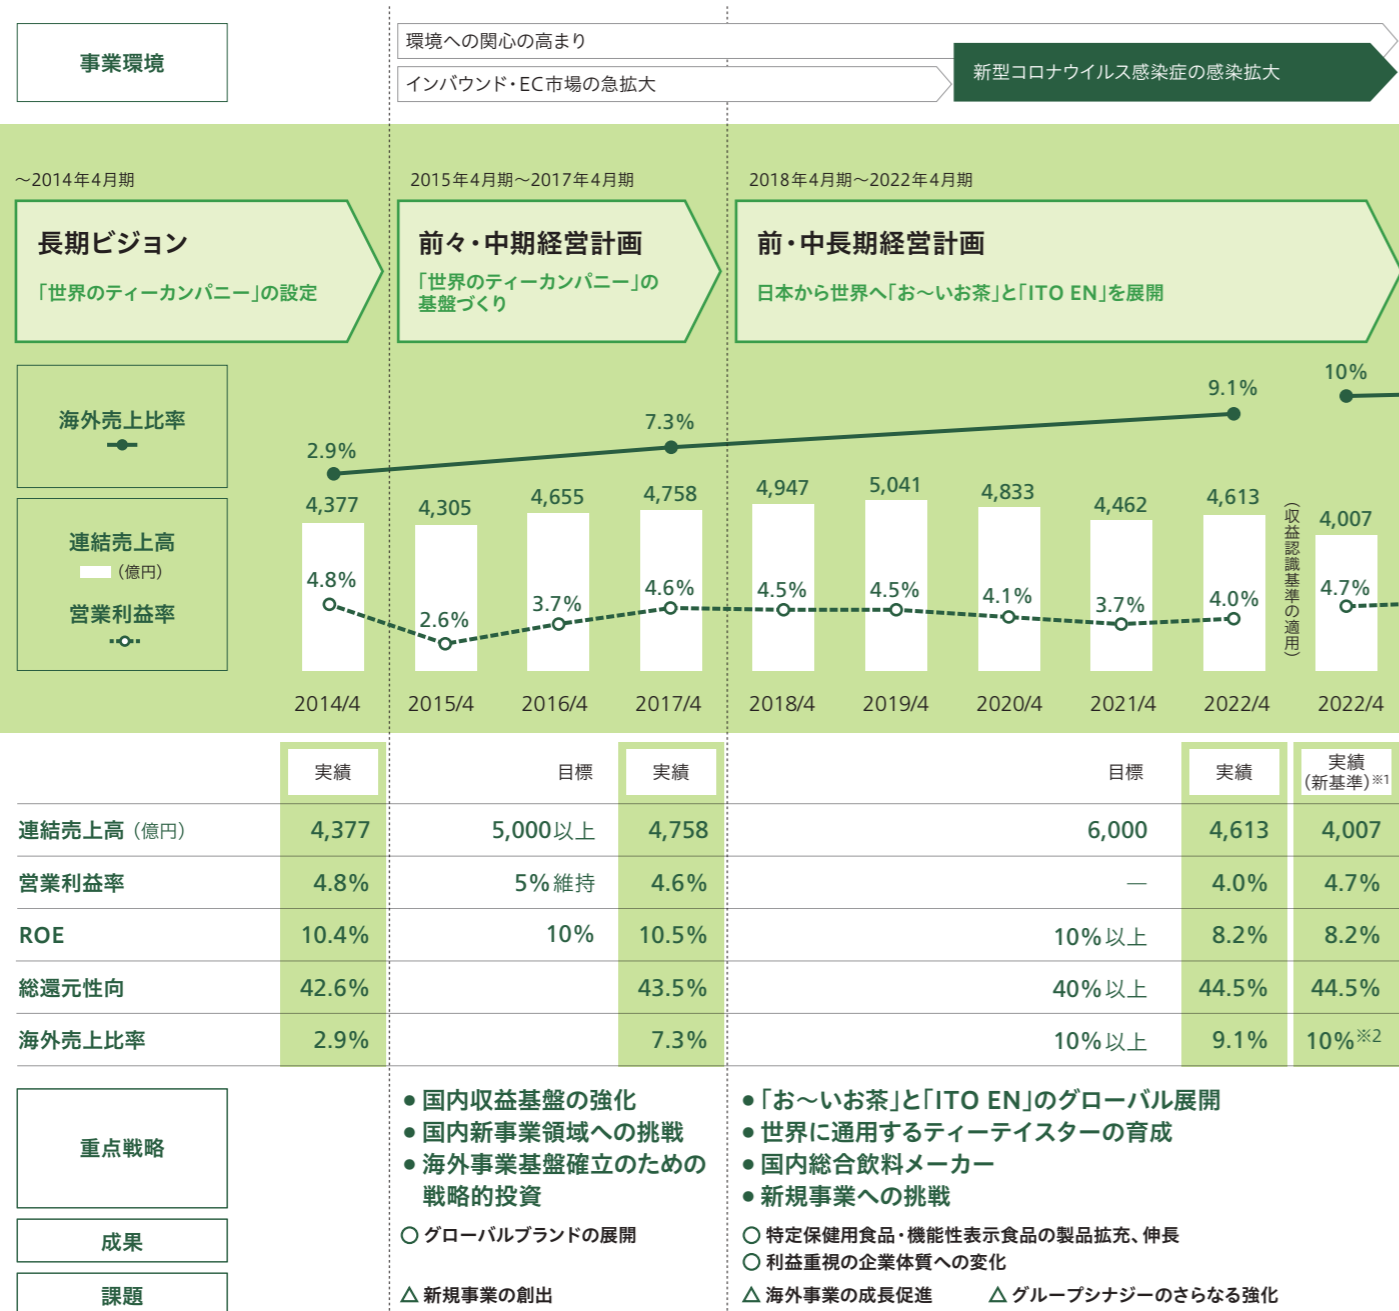 事業環境
環境への関心の高まり
インバウンド・EC市場の急拡大
新型コロナウイルス感染症の感染拡大
～2014年4月期
2015年4月期～2017年4月期
2018年4月期～2022年4月期
長期ビジョン
「世界のティーカンパニー」の設定
前々・中期経営計画
「世界のティーカンパニー」の
基盤づくり
前・中長期経営計画
日本から世界へ「お～いお茶」と「ITO EN」を展開
海外売上比率
2.9%
7.3%
9.1%
10%
連結売上高
（億円）
営業利益率
4,377
4,305
4,655
4,758
4,947
5,041
4,833
4,462
4,613
（収益認識基準の適用）
4,007
4.8%
2.6%
3.7%
4.6%
4.5%
4.5%
4.1%
3.7%
4.0%
4.7%
2014/4
2015/4
2016/4
2017/4
2018/4
2019/4
2020/4
2021/4
2022/4
2022/4
実績 目標 実績 目標 実績 実績
（新基準）※1
連結売上高（億円） 4,377 5,000以上 4,758 6,000 4,613 4,007
営業利益率 4.8% 5%維持 4.6% — 4.0% 4.7%
ROE 10.4% 10% 10.5% 10%以上 8.2% 8.2%
総還元性向 42.6% 43.5% 40%以上 44.5% 44.5%
海外売上比率 2.9% 7.3% 10%以上 9.1% 10%※2
重点戦略
● 国内収益基盤の強化
● 国内新事業領域への挑戦
● 海外事業基盤確立のための
戦略的投資
● 「お～いお茶」と「ITO EN」のグローバル展開
● 世界に通用するティーテイスターの育成
● 国内総合飲料メーカー
● 新規事業への挑戦
成果
○ グローバルブランドの展開
○ 特定保健用食品・機能性表示食品の製品拡充、伸長
○ 利益重視の企業体質への変化
課題
△ 新規事業の創出
△ 海外事業の成長促進 △ グループシナジーのさらなる強化